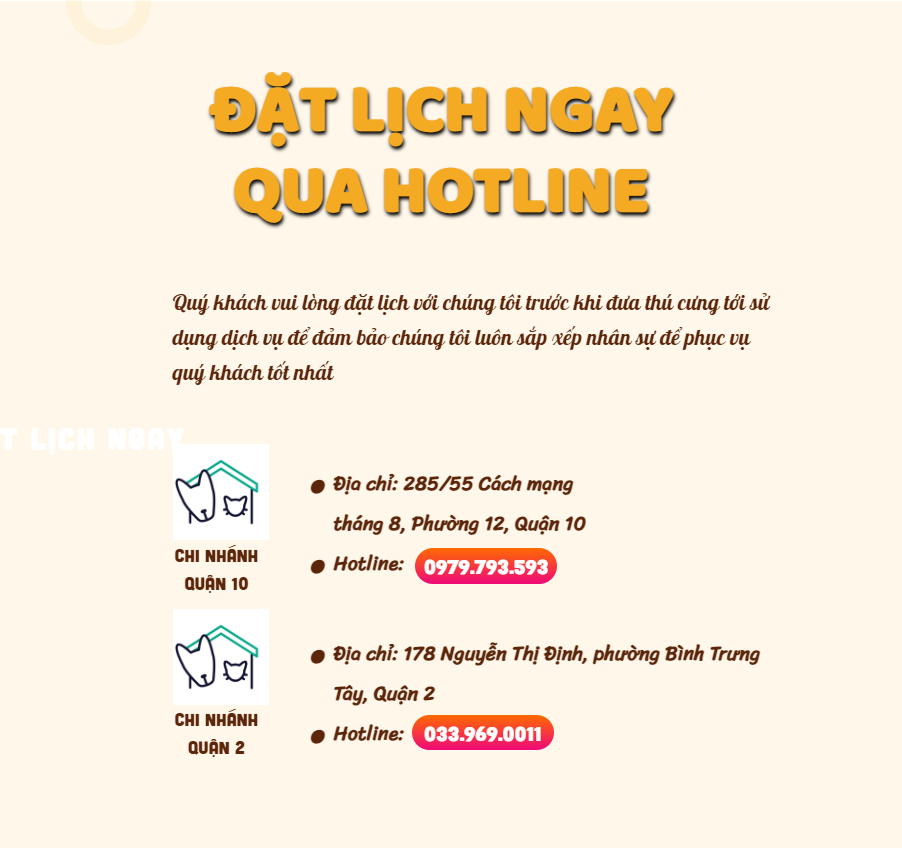 ĐẶT LỊCH NGAY
QUA HOTLINE
Quý khách vui lòng đặt lịch với chúng tôi trước khi đưa thú cưng tới sử
dụng dịch vụ để đảm bảo chúng tôi luôn sắp xếp nhân sự để phục vụ
quý khách tốt nhất
T LỊCH NGAY
Địa chỉ: 285/55 Cách mạng
tháng 8, Phường 12, Quận 10
Hotline: 0979.793.593
CHI NHÁNH
QUẬN 10
Địa chỉ: 178 Nguyễn Thị Định, phường Bình Trưng
Tây, Quận 2
Hotline: 033.969.0011
CHI NHÁNH
QUẬN 2